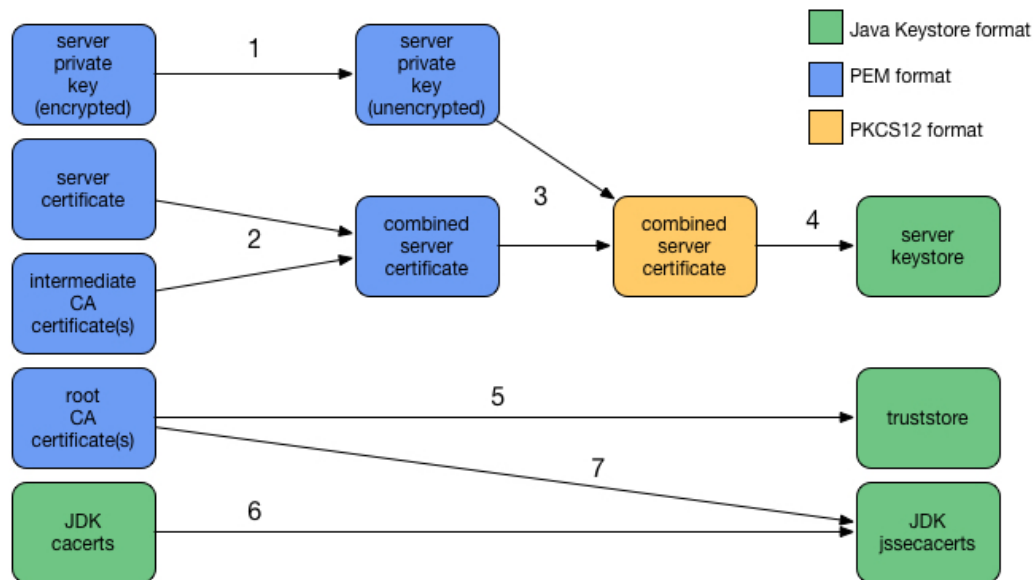 server
private
key
(encrypted)
1
server
private
key
(unencrypted)
Java Keystore format
PEM format
PKCS12 format
server
certificate
2
intermediate
CA
certificate(s)
combined
server
certificate
3
combined
server
certificate
4
server
keystore
root
CA
certificate(s)
5
truststore
7
JDK
cacerts
6
JDK
jssecacerts